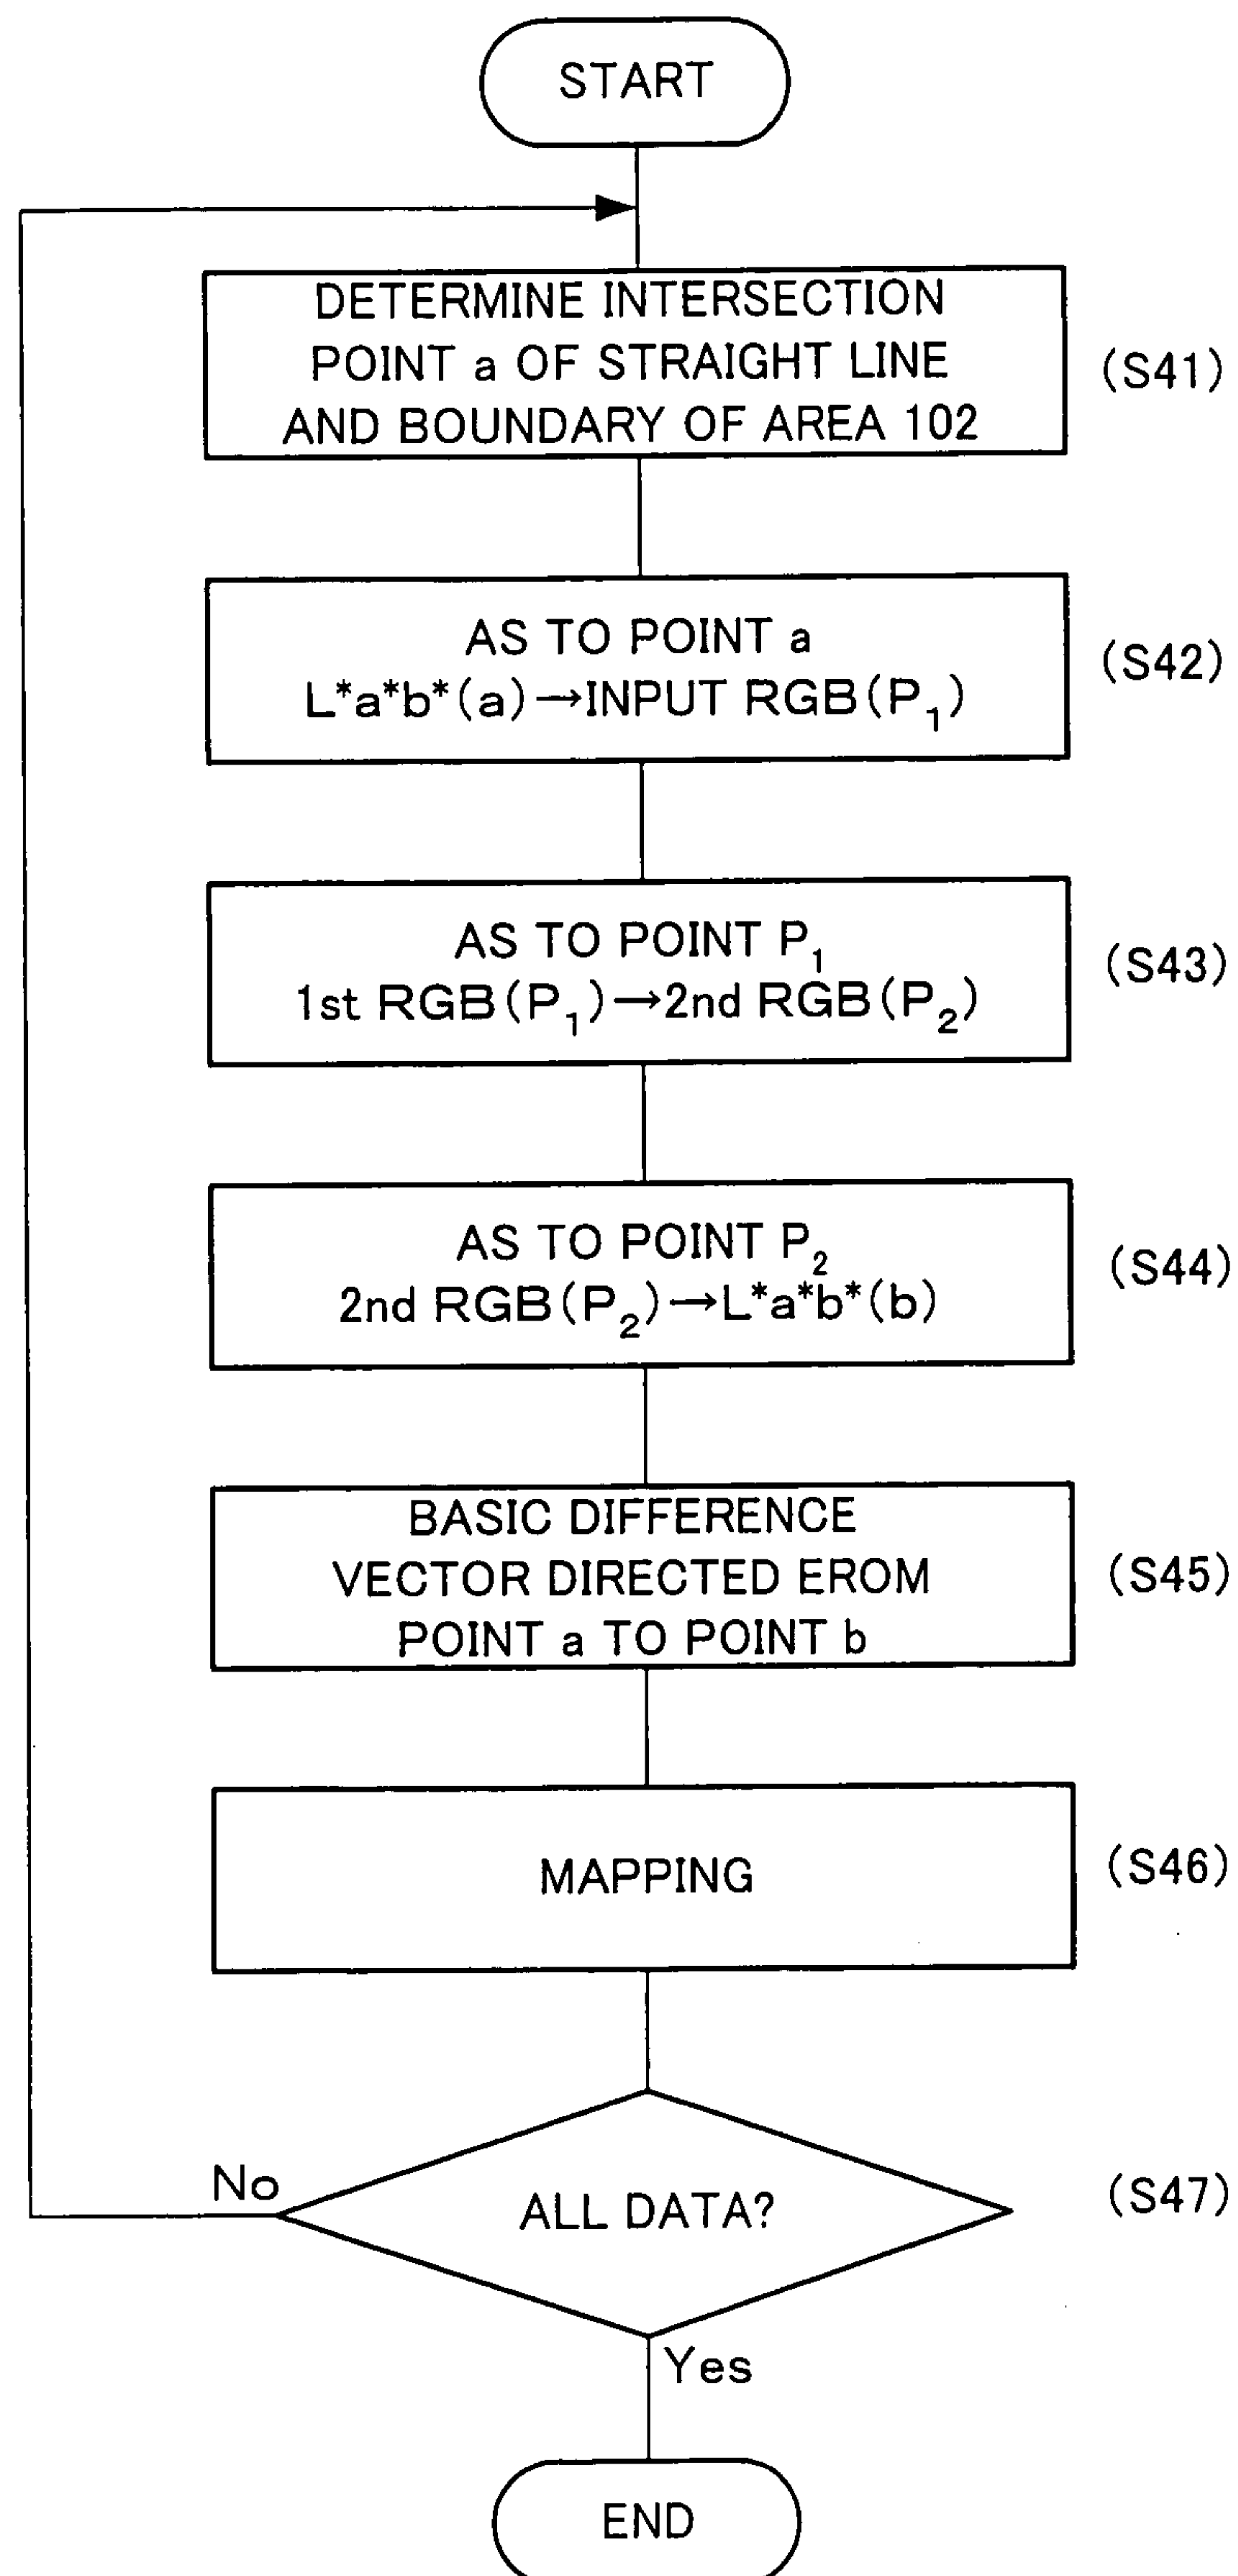 START
DETERMINE INTERSECTION
POINT a OF STRAIGHT LINE
AND BOUNDARY OF AREA 102
(S41)
AS TO POINT a
L*a*b*(a)→INPUT RGB(P₁)
(S42)
AS TO POINT P₁
1st RGB(P₁)→2nd RGB(P₂)
(S43)
AS TO POINT P₂
2nd RGB(P₂)→L*a*b*(b)
(S44)
BASIC DIFFERENCE
VECTOR DIRECTED EROM
POINT a TO POINT b
(S45)
MAPPING
(S46)
No
ALL DATA?
(S47)
Yes
END